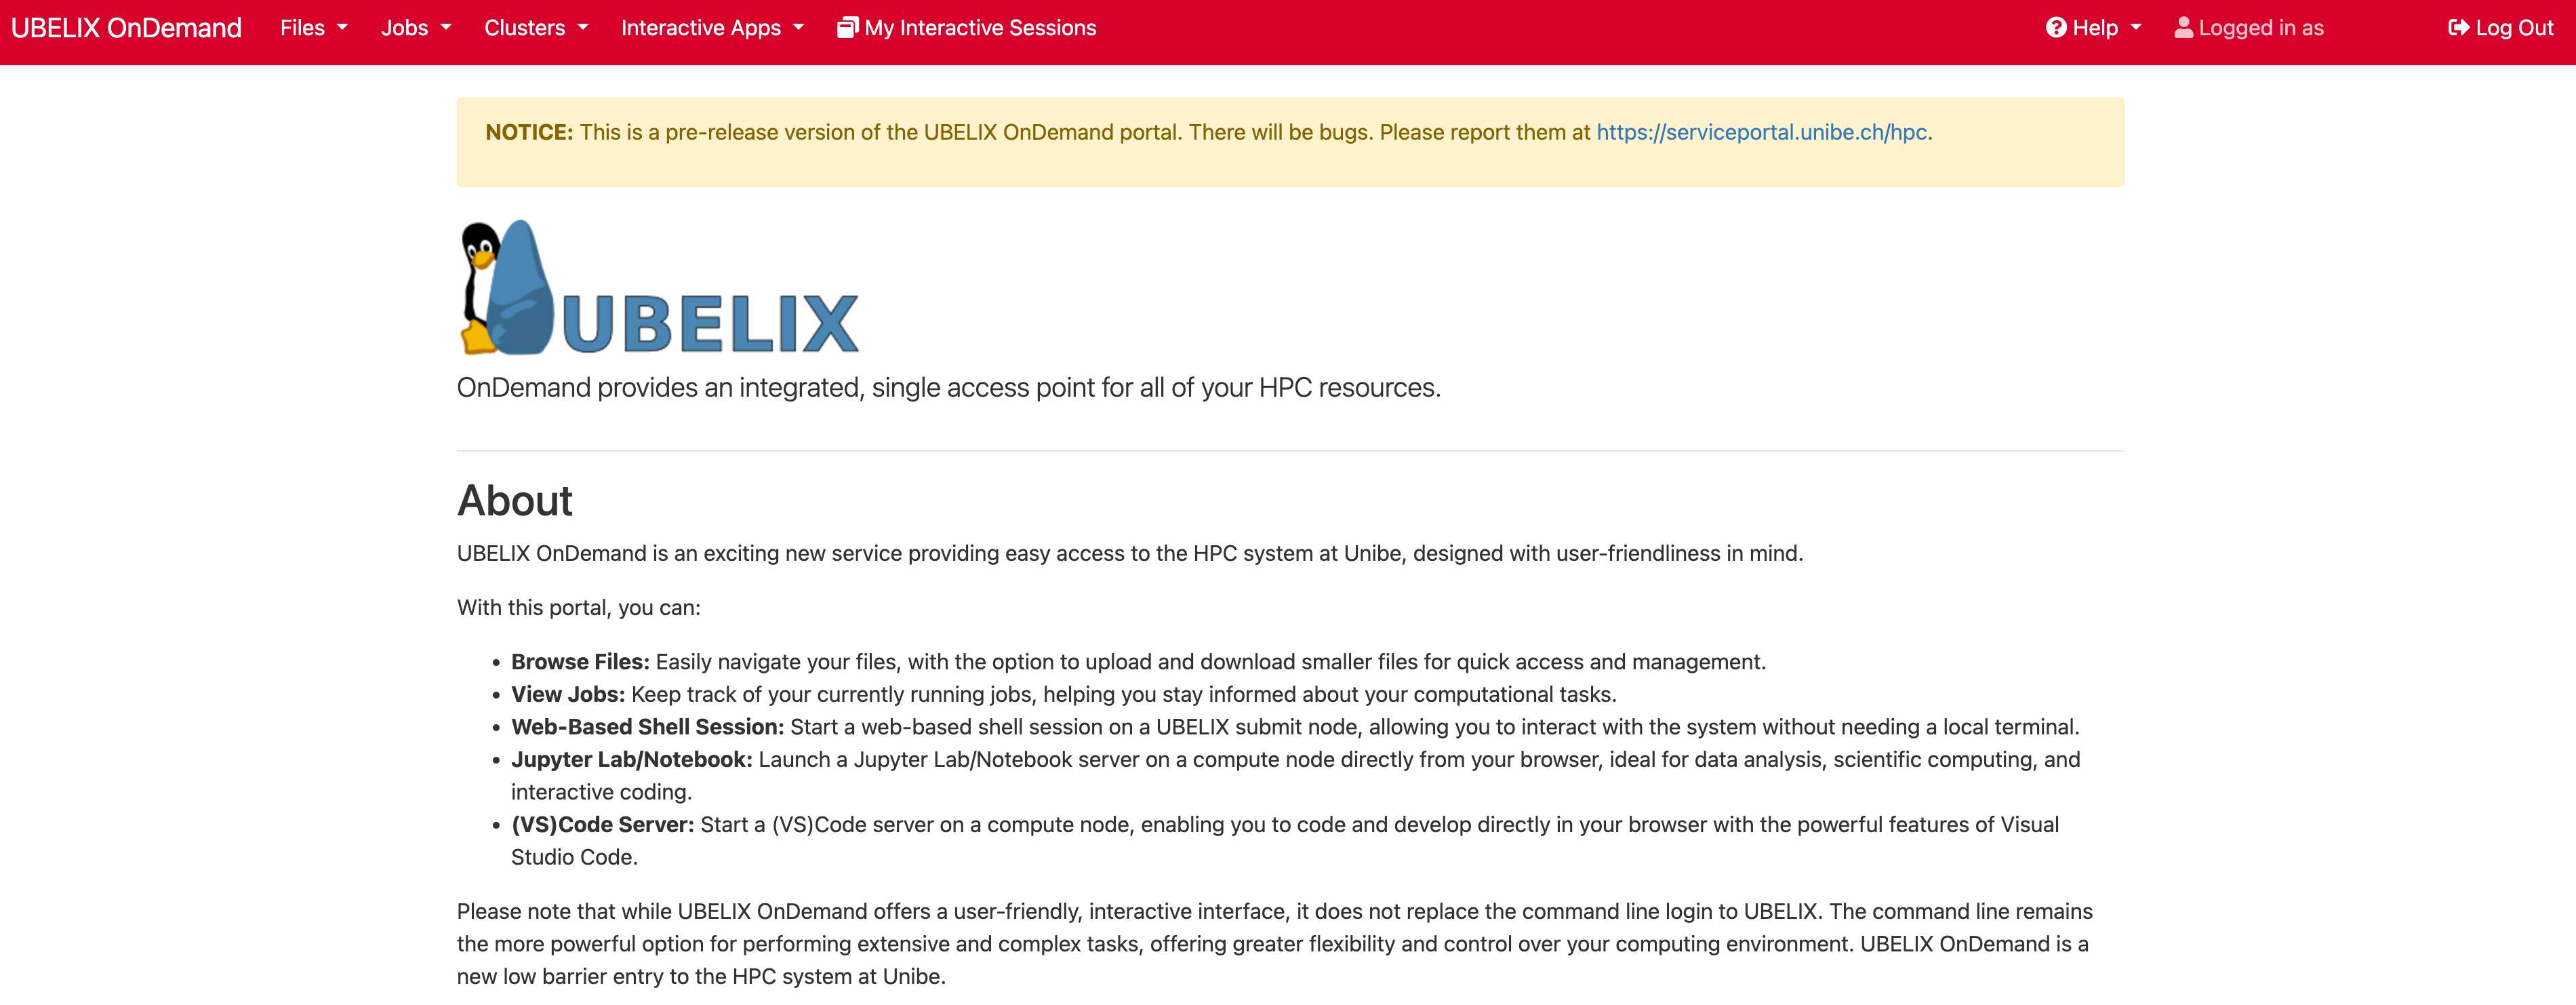 UBELIX OnDemand Files Jobs Clusters Interactive Apps My Interactive Sessions Help Logged in as Log Out
NOTICE: This is a pre-release version of the UBELIX OnDemand portal. There will be bugs. Please report them at https://serviceportal.unibe.ch/hpc.
UBELIX
OnDemand provides an integrated, single access point for all of your HPC resources.
About
UBELIX OnDemand is an exciting new service providing easy access to the HPC system at Unibe, designed with user-friendliness in mind.
With this portal, you can:
• Browse Files: Easily navigate your files, with the option to upload and download smaller files for quick access and management.
• View Jobs: Keep track of your currently running jobs, helping you stay informed about your computational tasks.
• Web-Based Shell Session: Start a web-based shell session on a UBELIX submit node, allowing you to interact with the system without needing a local terminal.
• Jupyter Lab/Notebook: Launch a Jupyter Lab/Notebook server on a compute node directly from your browser, ideal for data analysis, scientific computing, and
interactive coding.
• (VS)Code Server: Start a (VS)Code server on a compute node, enabling you to code and develop directly in your browser with the powerful features of Visual
Studio Code.
Please note that while UBELIX OnDemand offers a user-friendly, interactive interface, it does not replace the command line login to UBELIX. The command line remains
the more powerful option for performing extensive and complex tasks, offering greater flexibility and control over your computing environment. UBELIX OnDemand is a
new low barrier entry to the HPC system at Unibe.